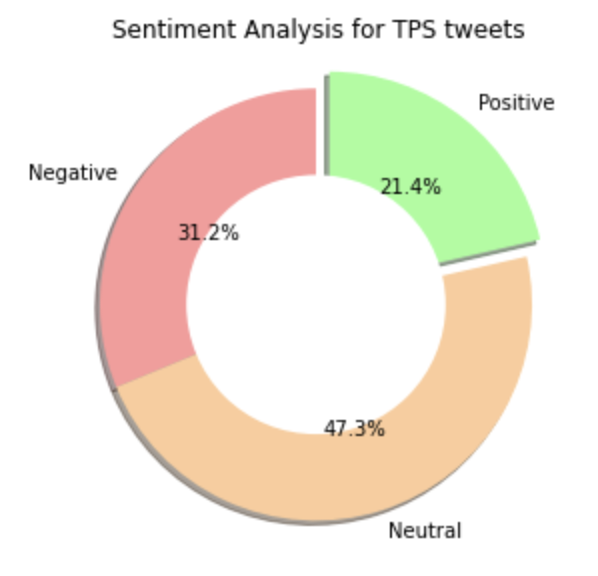 Sentiment Analysis for TPS tweets
Positive
21.4%
Negative
31.2%
47.3%
Neutral